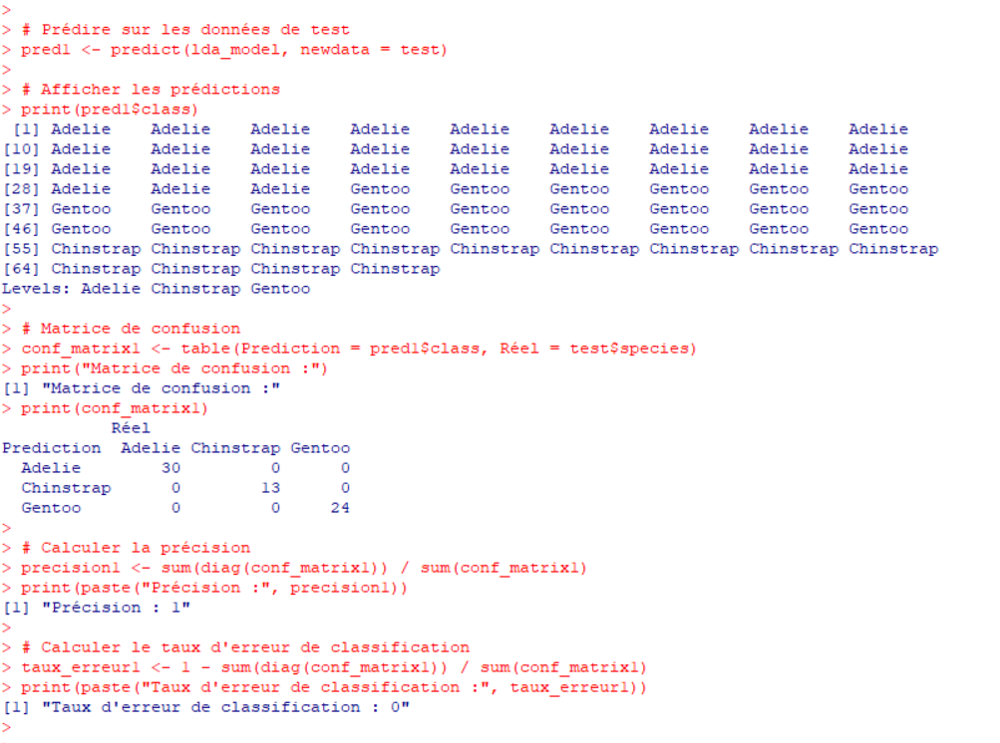 >
> # Prédire sur les données de test
> pred1 <- predict(lda_model, newdata = test)
>
> # Afficher les prédictions
> print(pred1$class)
 [1] Adelie    Adelie    Adelie    Adelie    Adelie    Adelie    Adelie    Adelie    Adelie
[10] Adelie    Adelie    Adelie    Adelie    Adelie    Adelie    Adelie    Adelie    Adelie
[19] Adelie    Adelie    Adelie    Adelie    Adelie    Adelie    Adelie    Adelie    Adelie
[28] Adelie    Adelie    Adelie    Gentoo    Gentoo    Gentoo    Gentoo    Gentoo    Gentoo
[37] Gentoo    Gentoo    Gentoo    Gentoo    Gentoo    Gentoo    Gentoo    Gentoo    Gentoo
[46] Gentoo    Gentoo    Gentoo    Gentoo    Gentoo    Gentoo    Gentoo    Gentoo    Gentoo
[55] Chinstrap Chinstrap Chinstrap Chinstrap Chinstrap Chinstrap Chinstrap Chinstrap Chinstrap
[64] Chinstrap Chinstrap Chinstrap Chinstrap
Levels: Adelie Chinstrap Gentoo
>
> # Matrice de confusion
> conf_matrix1 <- table(Prediction = pred1$class, Réel = test$species)
> print("Matrice de confusion :")
[1] "Matrice de confusion :"
> print(conf_matrix1)
           Réel
Prediction  Adelie Chinstrap Gentoo
  Adelie        30         0      0
  Chinstrap      0        13      0
  Gentoo         0         0     24
>
> # Calculer la précision
> precision1 <- sum(diag(conf_matrix1)) / sum(conf_matrix1)
> print(paste("Précision :", precision1))
[1] "Précision : 1"
>
> # Calculer le taux d'erreur de classification
> taux_erreur1 <- 1 - sum(diag(conf_matrix1)) / sum(conf_matrix1)
> print(paste("Taux d'erreur de classification :", taux_erreur1))
[1] "Taux d'erreur de classification : 0"
>